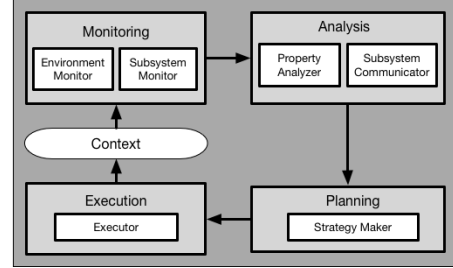 Monitoring
Environment
Monitor
Subsystem
Monitor
Analysis
Property
Analyzer
Subsystem
Communicator
Context
Execution
Executor
Planning
Strategy Maker